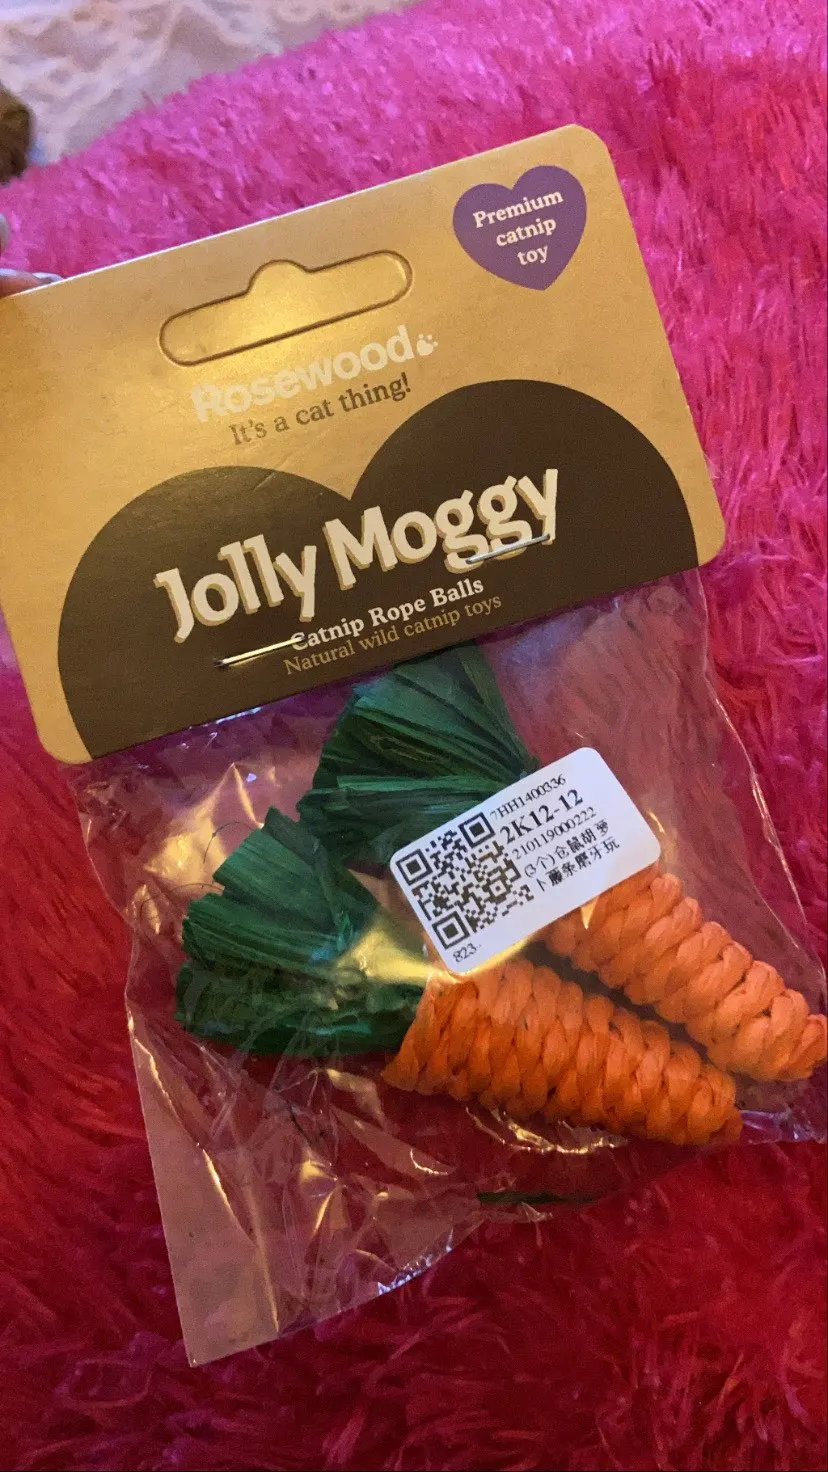 Premium
catnip
toy
Rosewood
It's a cat thing!
Jolly Moggy
Catnip Rope Balls
Natural wild catnip toys
7HH1400336
2K12-12
210119000222
(3个)仓鼠胡萝
卜藤条磨牙玩
823-